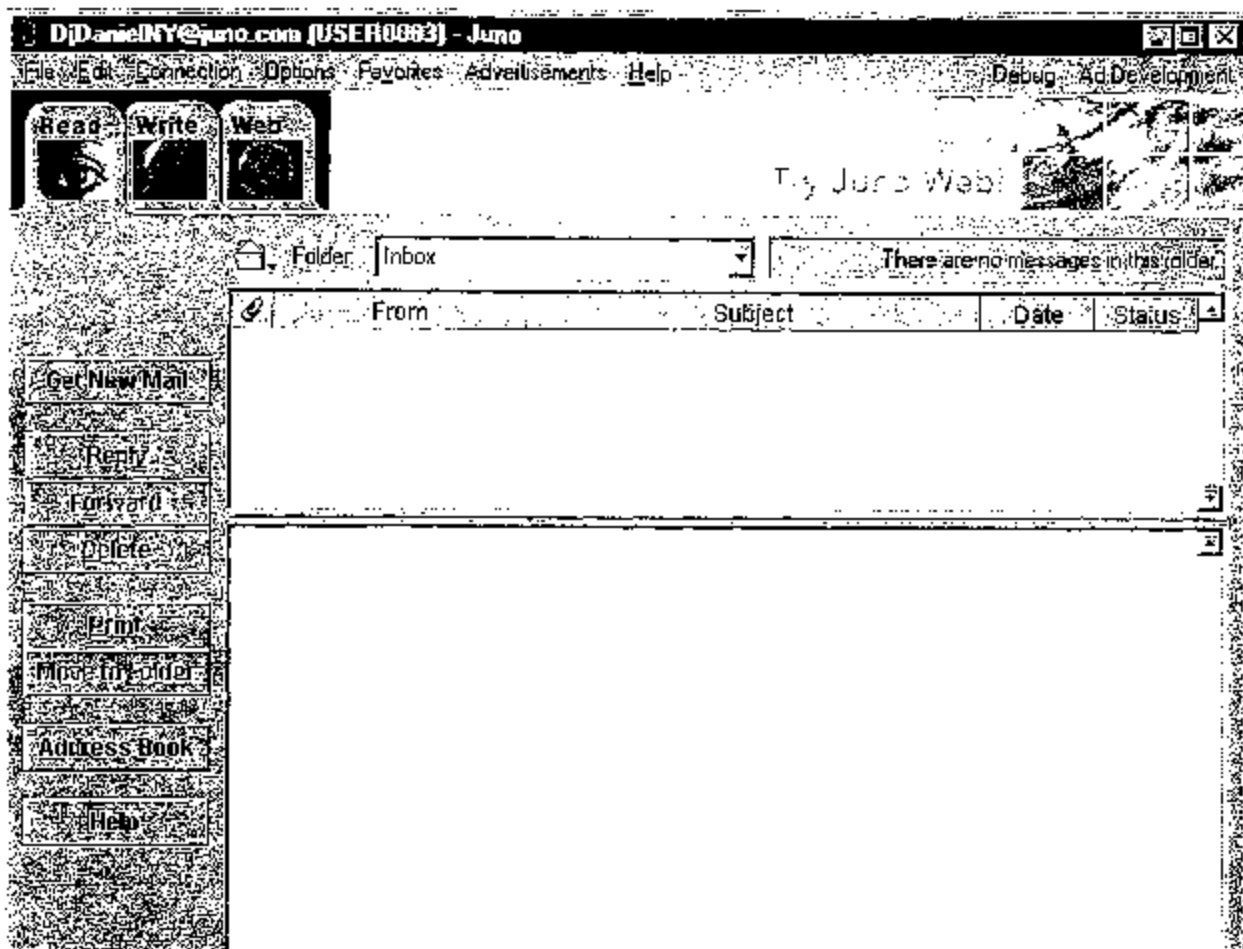 DjDanielNY@juno.com [USER0003] - Juno
File Edit Connection Options Favorites Advertisements Help Debug Ad Development
Read Write Web
Try Juno Web!
Folder: Inbox There are no messages in this folder.
From Subject Date Status
Get New Mail
Reply
Forward
Delete
Print
Move to Folder
Address Book
Help